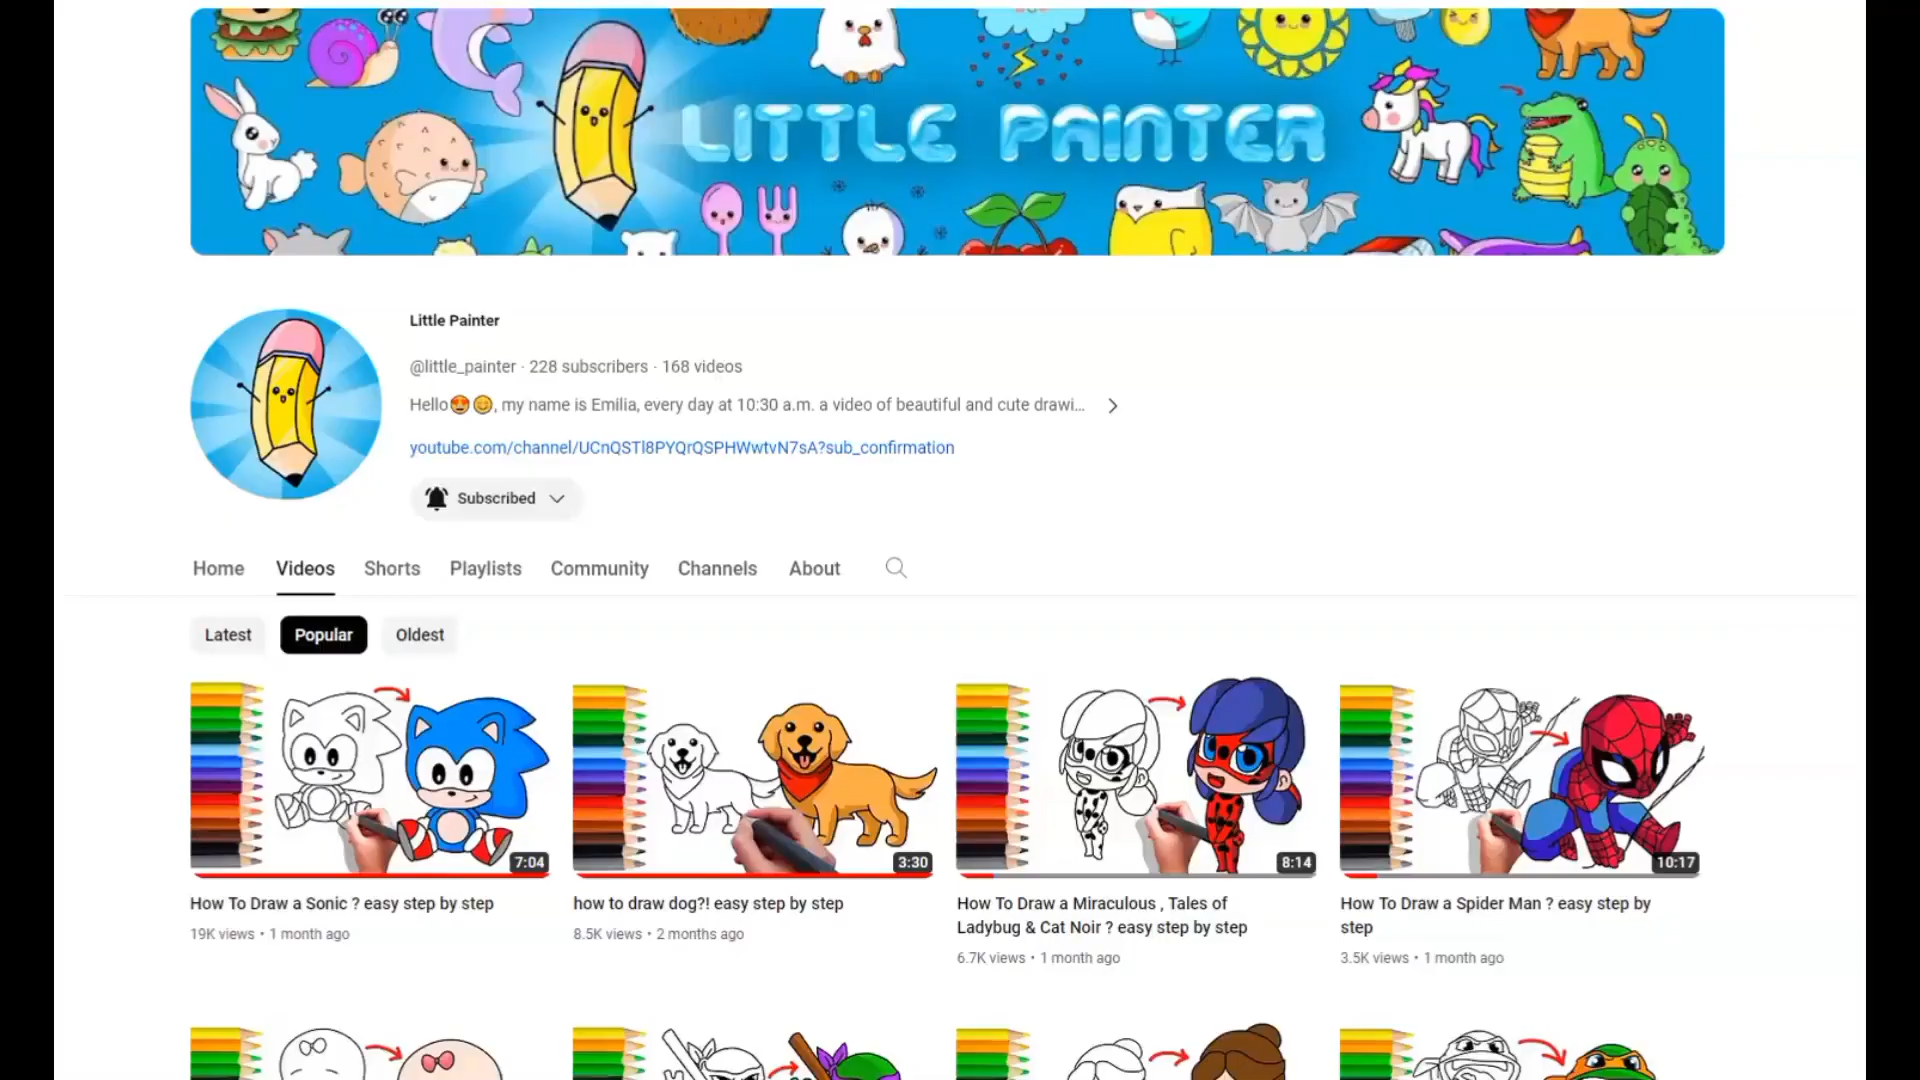 LITTLE PAINTER
Little Painter
@little_painter · 228 subscribers · 168 videos
Hello😍😊, my name is Emilia, every day at 10:30 a.m. a video of beautiful and cute drawi...
youtube.com/channel/UCnQSTl8PYQrQSPHWwtvN7sA?sub_confirmation
Subscribed
Home Videos Shorts Playlists Community Channels About
Latest Popular Oldest
7:04 3:30 8:14 10:17
How To Draw a Sonic ? easy step by step
19K views • 1 month ago
how to draw dog?! easy step by step
8.5K views • 2 months ago
How To Draw a Miraculous , Tales of
Ladybug & Cat Noir ? easy step by step
6.7K views • 1 month ago
How To Draw a Spider Man ? easy step by
step
3.5K views • 1 month ago